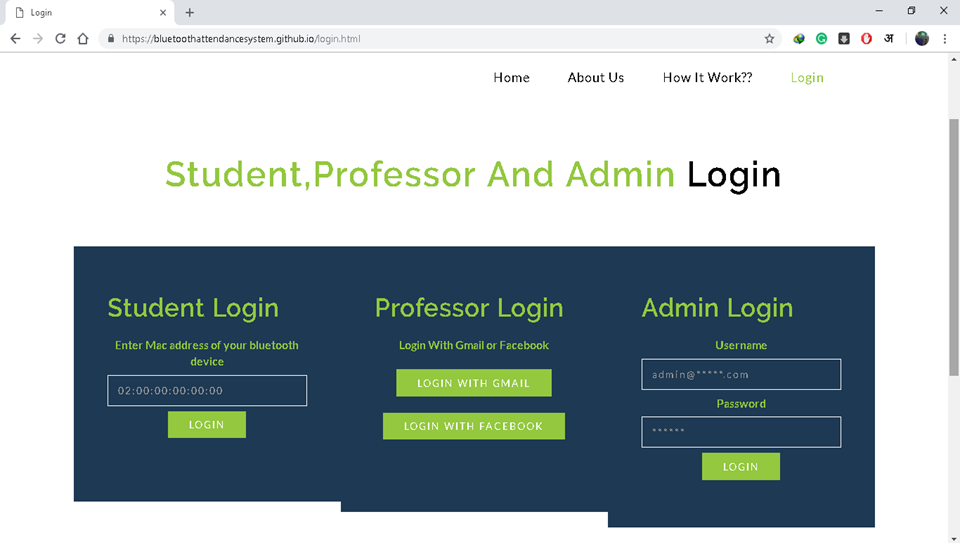 Login
https://bluetoothattendancesystem.github.io/login.html
अ
Home About Us How It Work?? Login
Student,Professor And Admin Login
Student Login
Enter Mac address of your bluetooth
device
02:00:00:00:00:00
LOGIN
Professor Login
Login With Gmail or Facebook
LOGIN WITH GMAIL
LOGIN WITH FACEBOOK
Admin Login
Username
admin@*****.com
Password
******
LOGIN